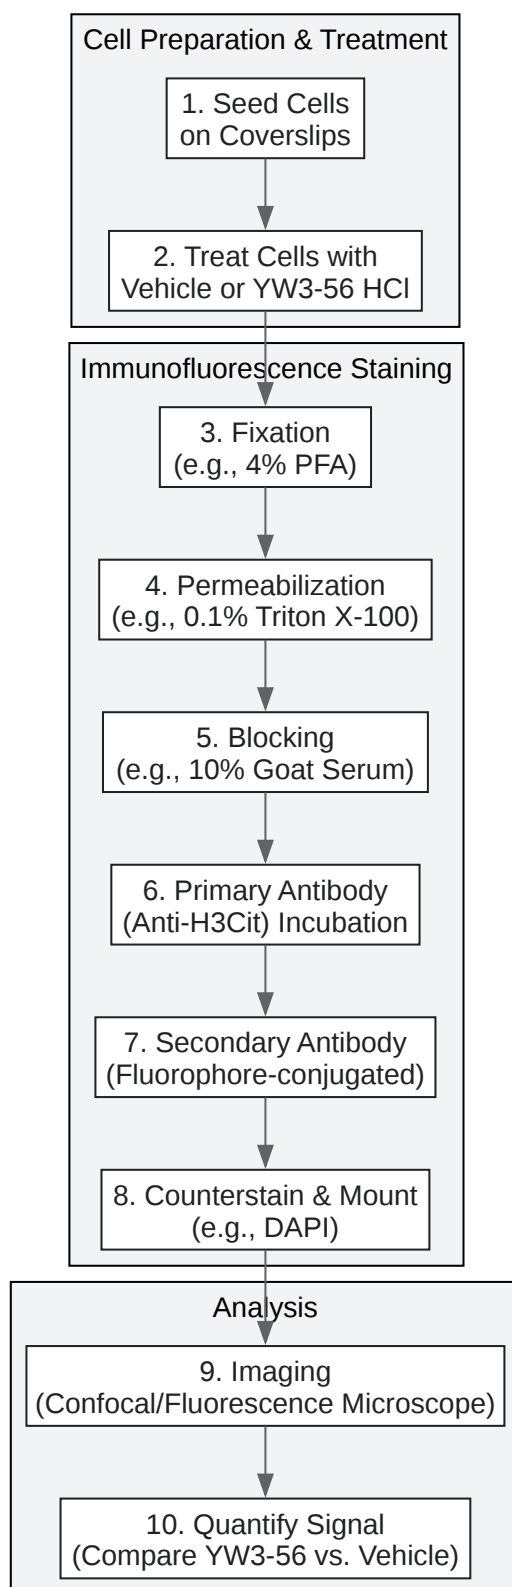 Cell Preparation & Treatment
1. Seed Cells
on Coverslips
2. Treat Cells with
Vehicle or YW3-56 HCl
Immunofluorescence Staining
3. Fixation
(e.g., 4% PFA)
4. Permeabilization
(e.g., 0.1% Triton X-100)
5. Blocking
(e.g., 10% Goat Serum)
6. Primary Antibody
(Anti-H3Cit) Incubation
7. Secondary Antibody
(Fluorophore-conjugated)
8. Counterstain & Mount
(e.g., DAPI)
Analysis
9. Imaging
(Confocal/Fluorescence Microscope)
10. Quantify Signal
(Compare YW3-56 vs. Vehicle)